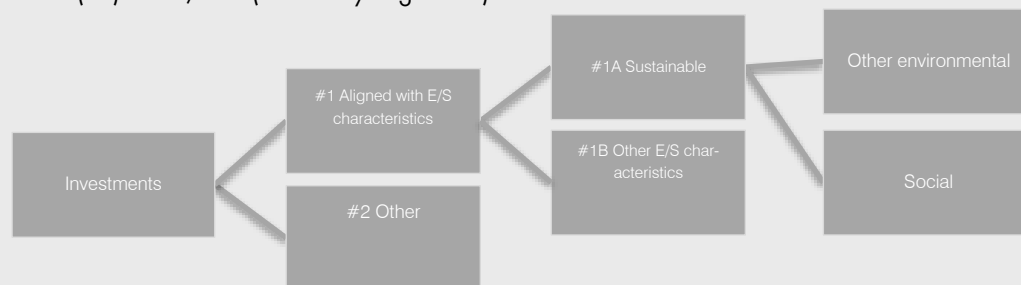 Investments
#1 Aligned with E/S
characteristics
#2 Other
#1A Sustainable
#1B Other E/S char-
acteristics
Other environmental
Social